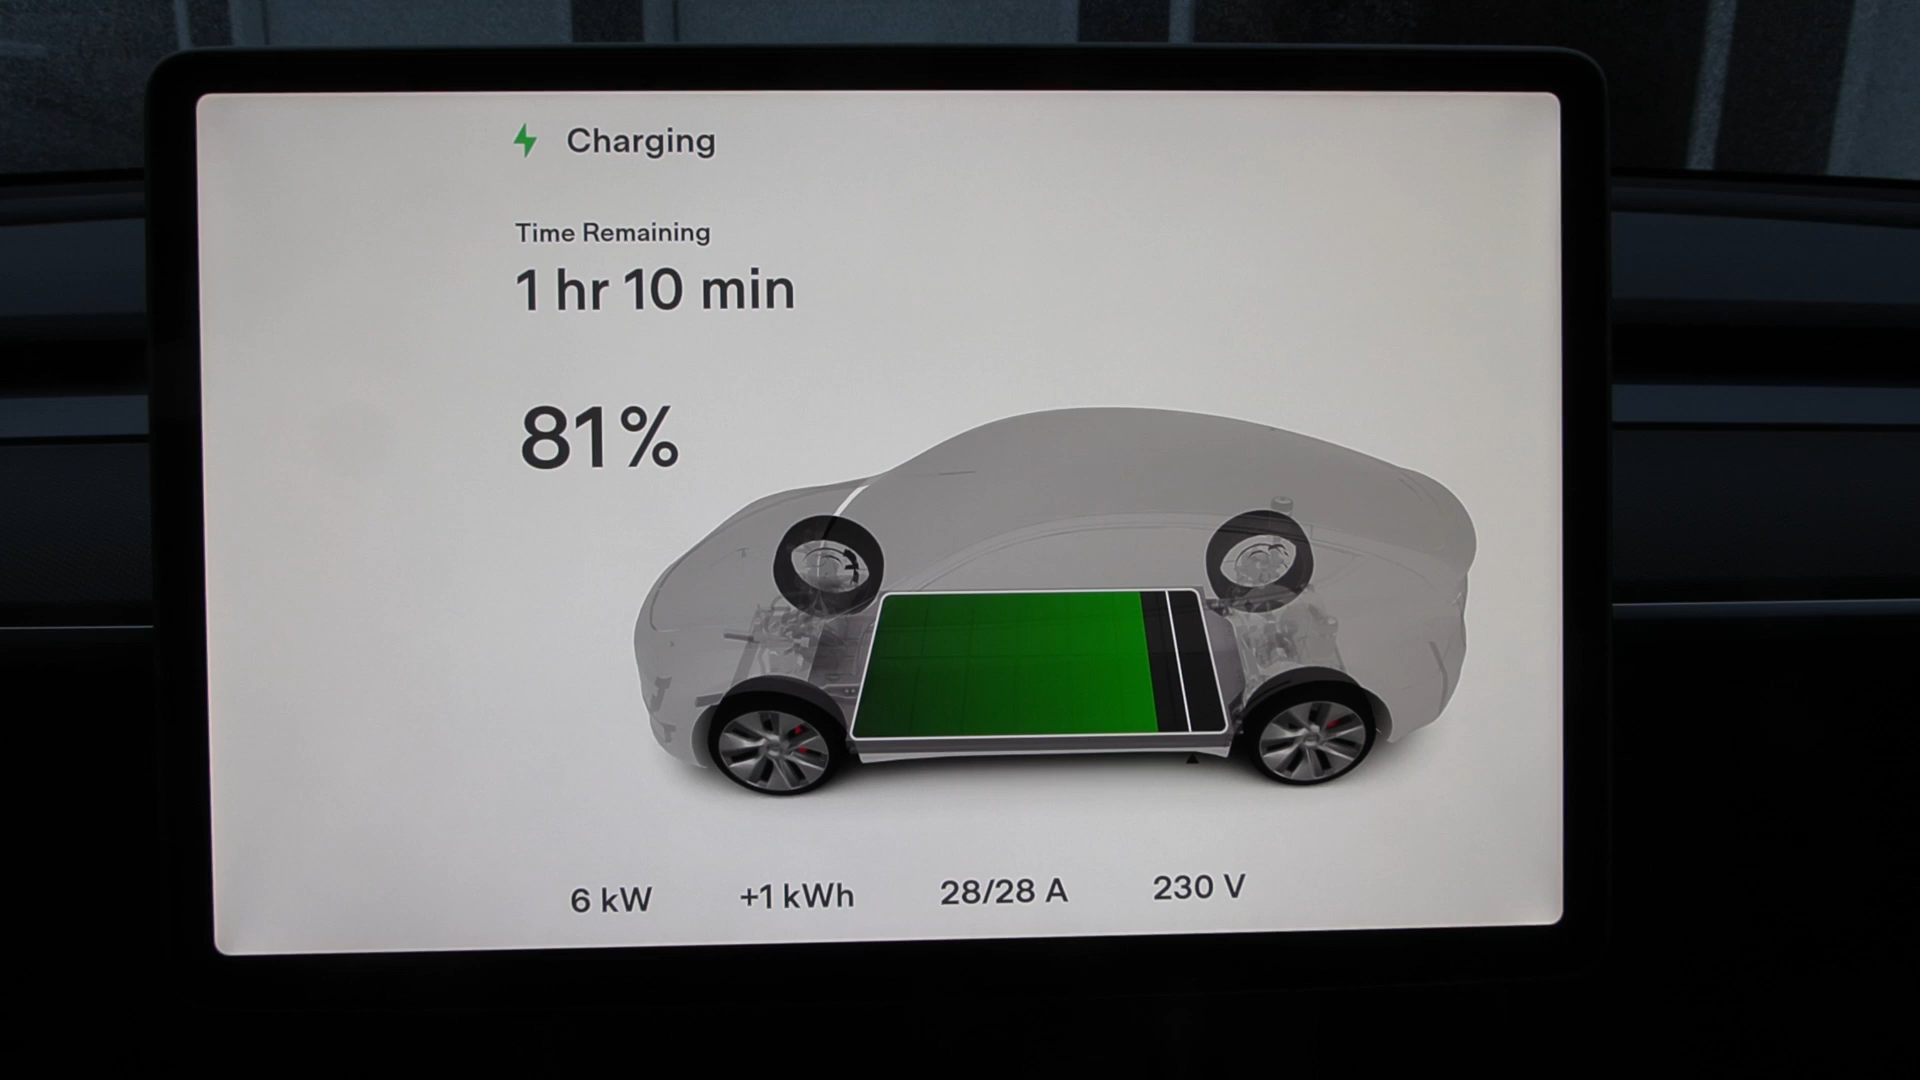 Charging
Time Remaining
1 hr 10 min
81%
6 kW +1 kWh 28/28 A 230 V